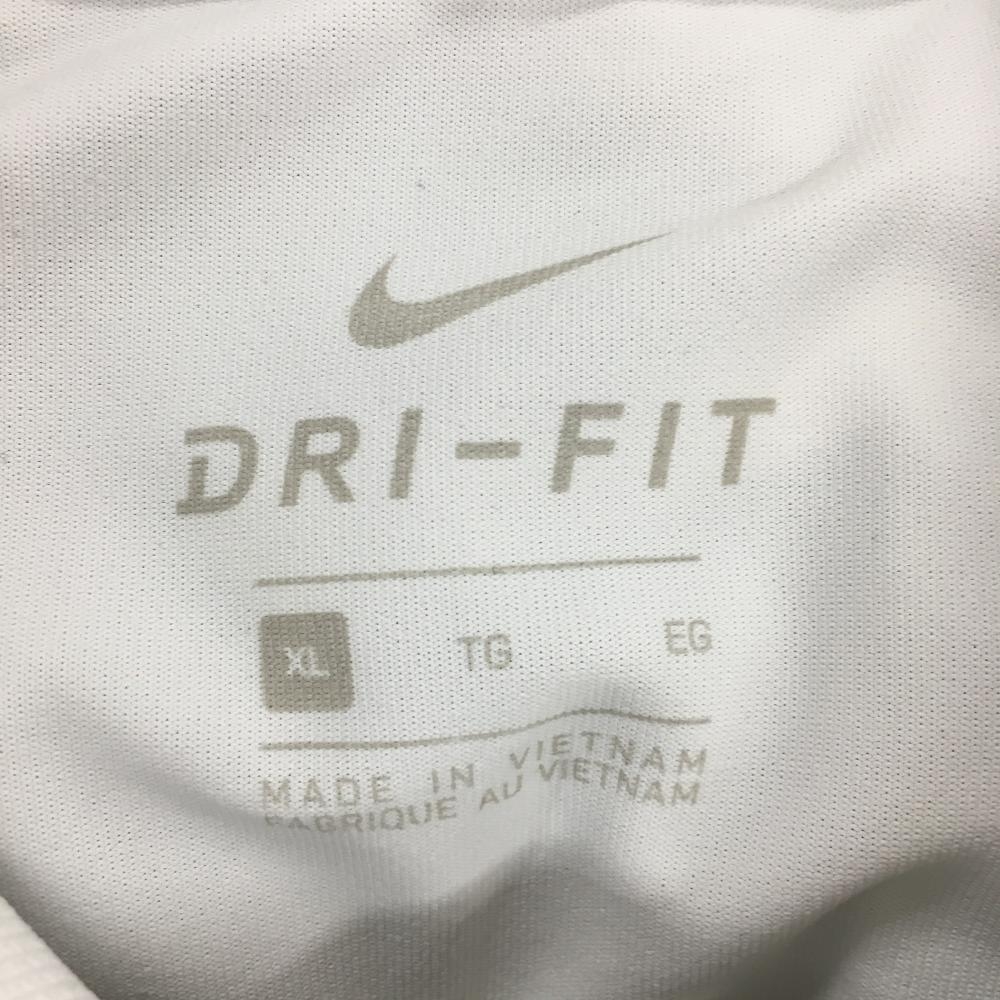 DRI-FIT
XL TG EG
MADE IN VIETNAM
FABRIQUE AU VIETNAM